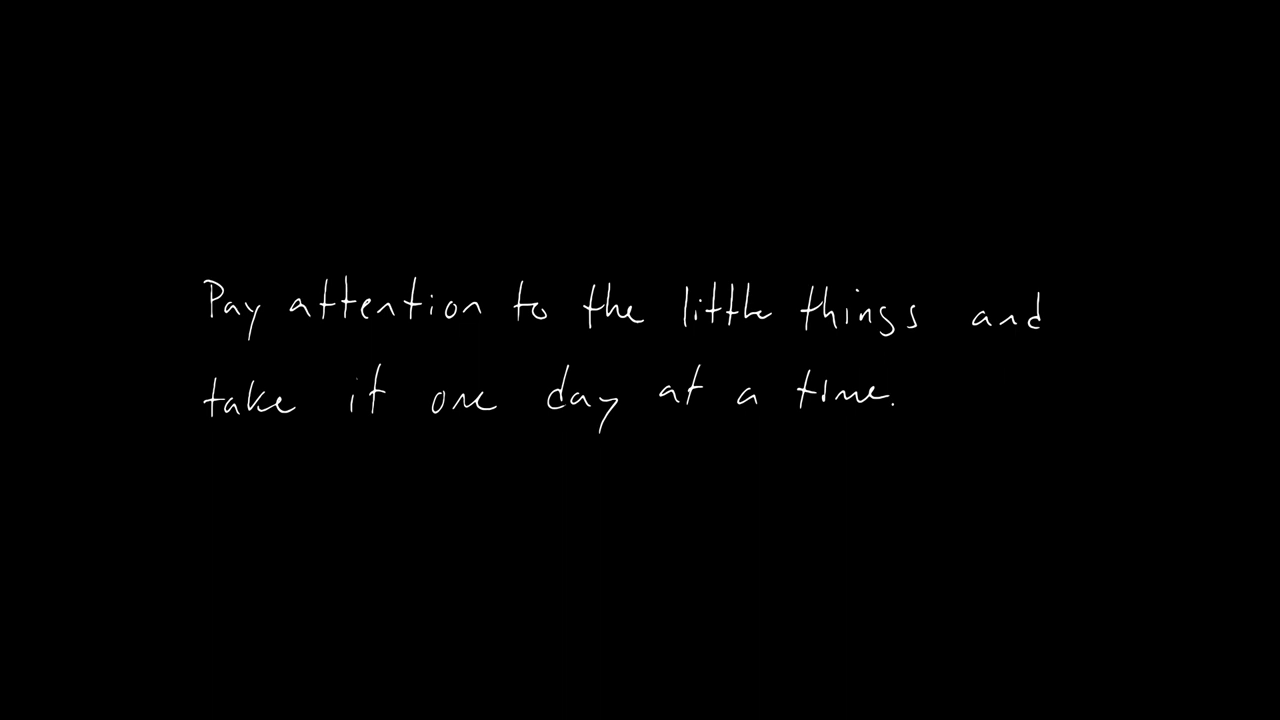 Pay attention to the little things and
take it one day at a time.